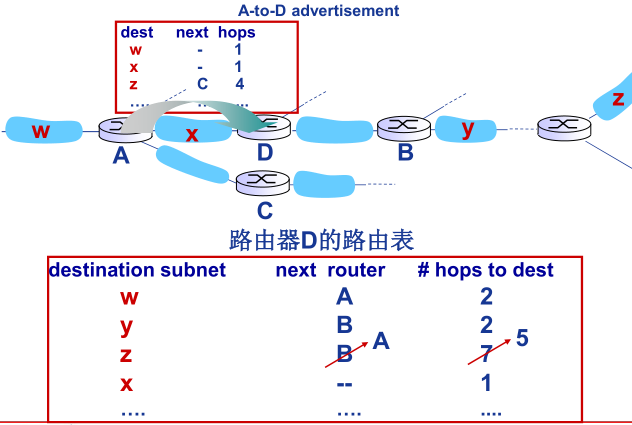 A-to-D advertisement
dest next hops
w - 1
x - 1
z C 4
…. .. ...
w
x
y
z
A
D
B
C
路由器D的路由表
destination subnet next router # hops to dest
w A 2
y B 2
z B A 7 5
x -- 1
…. …. ....